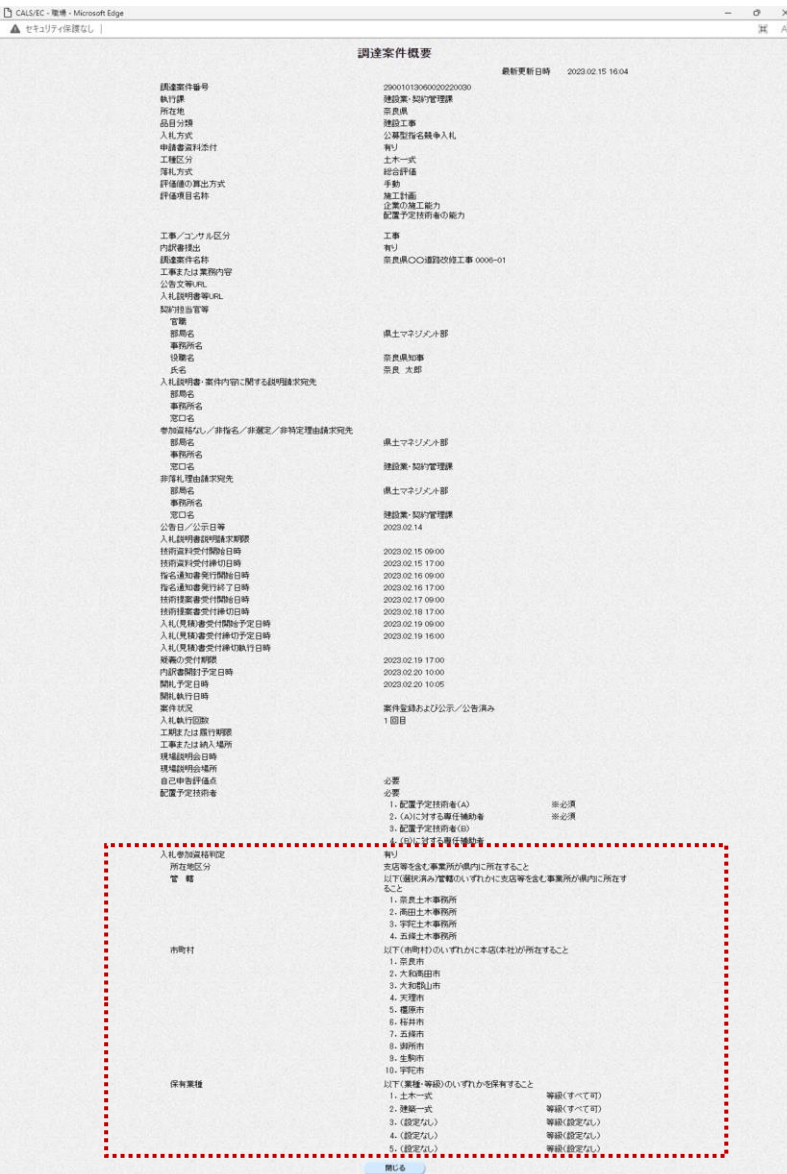 CALS/EC - 職場 - Microsoft Edge
セキュリティ保護なし
調達案件概要
最新更新日時 2023.02.15 16:04
調達案件番号 29001013060020220030
執行課 建設業・契約管理課
所在地 奈良県
品目分類 建設工事
入札方式 公募型指名競争入札
申請書資料添付 有り
工種区分 土木一式
落札方式 総合評価
評価値の算出方式 手動
評価項目名称 施工計画
企業の施工能力
配置予定技術者の能力
工事/コンサル区分 工事
内訳書提出 有り
調達案件名称 奈良県〇〇道路改修工事 0006-01
工事または業務内容
公告文等URL
入札説明書等URL
契約担当官等
官職
部局名 県土マネジメント部
事務所名
役職名 奈良県知事
氏名 奈良 太郎
入札説明書・案件内容に関する説明請求宛先
部局名
事務所名
窓口名
参加資格なし/非指名/非選定/非特定理由請求宛先
部局名 県土マネジメント部
事務所名
窓口名 建設業・契約管理課
非落札理由請求宛先
部局名 県土マネジメント部
事務所名
窓口名 建設業・契約管理課
公告日/公示日等 2023.02.14
入札説明書説明請求期限
技術資料受付開始日時 2023.02.15 09:00
技術資料受付締切日時 2023.02.15 17:00
指名通知書発行開始日時 2023.02.16 09:00
指名通知書発行終了日時 2023.02.16 17:00
技術提案書受付開始日時 2023.02.17 09:00
技術提案書受付締切日時 2023.02.18 17:00
入札(見積)書受付開始予定日時 2023.02.19 09:00
入札(見積)書受付締切予定日時 2023.02.19 16:00
入札(見積)書受付締切執行日時
疑義の受付期限 2023.02.19 17:00
内訳書開封予定日時 2023.02.20 10:00
開札予定日時 2023.02.20 10:05
開札執行日時
案件状況 案件登録および公示/公告済み
入札執行回数 1回目
工期または履行期限
工事または納入場所
現場説明会日時
現場説明会場所
自己申告評価点 必要
配置予定技術者 必要
1. 配置予定技術者(A) ※必須
2. (A)に対する専任補助者 ※必須
3. 配置予定技術者(B)
4. (B)に対する専任補助者
入札参加資格判定 有り
所在地区分 支店等を含む事業所が県内に所在すること
管 轄 以下(選択済み)管轄のいずれかに支店等を含む事業所が県内に所在す
ること
1. 奈良土木事務所
2. 高田土木事務所
3. 宇陀土木事務所
4. 五條土木事務所
市町村 以下(市町村)のいずれかに本店(本社)が所在すること
1. 奈良市
2. 大和高田市
3. 大和郡山市
4. 天理市
5. 橿原市
6. 桜井市
7. 五條市
8. 御所市
9. 生駒市
10. 宇陀市
保有業種 以下(業種・等級)のいずれかを保有すること
1. 土木一式 等級(すべて可)
2. 建築一式 等級(すべて可)
3. (設定なし) 等級(設定なし)
4. (設定なし) 等級(設定なし)
5. (設定なし) 等級(設定なし)
閉じる